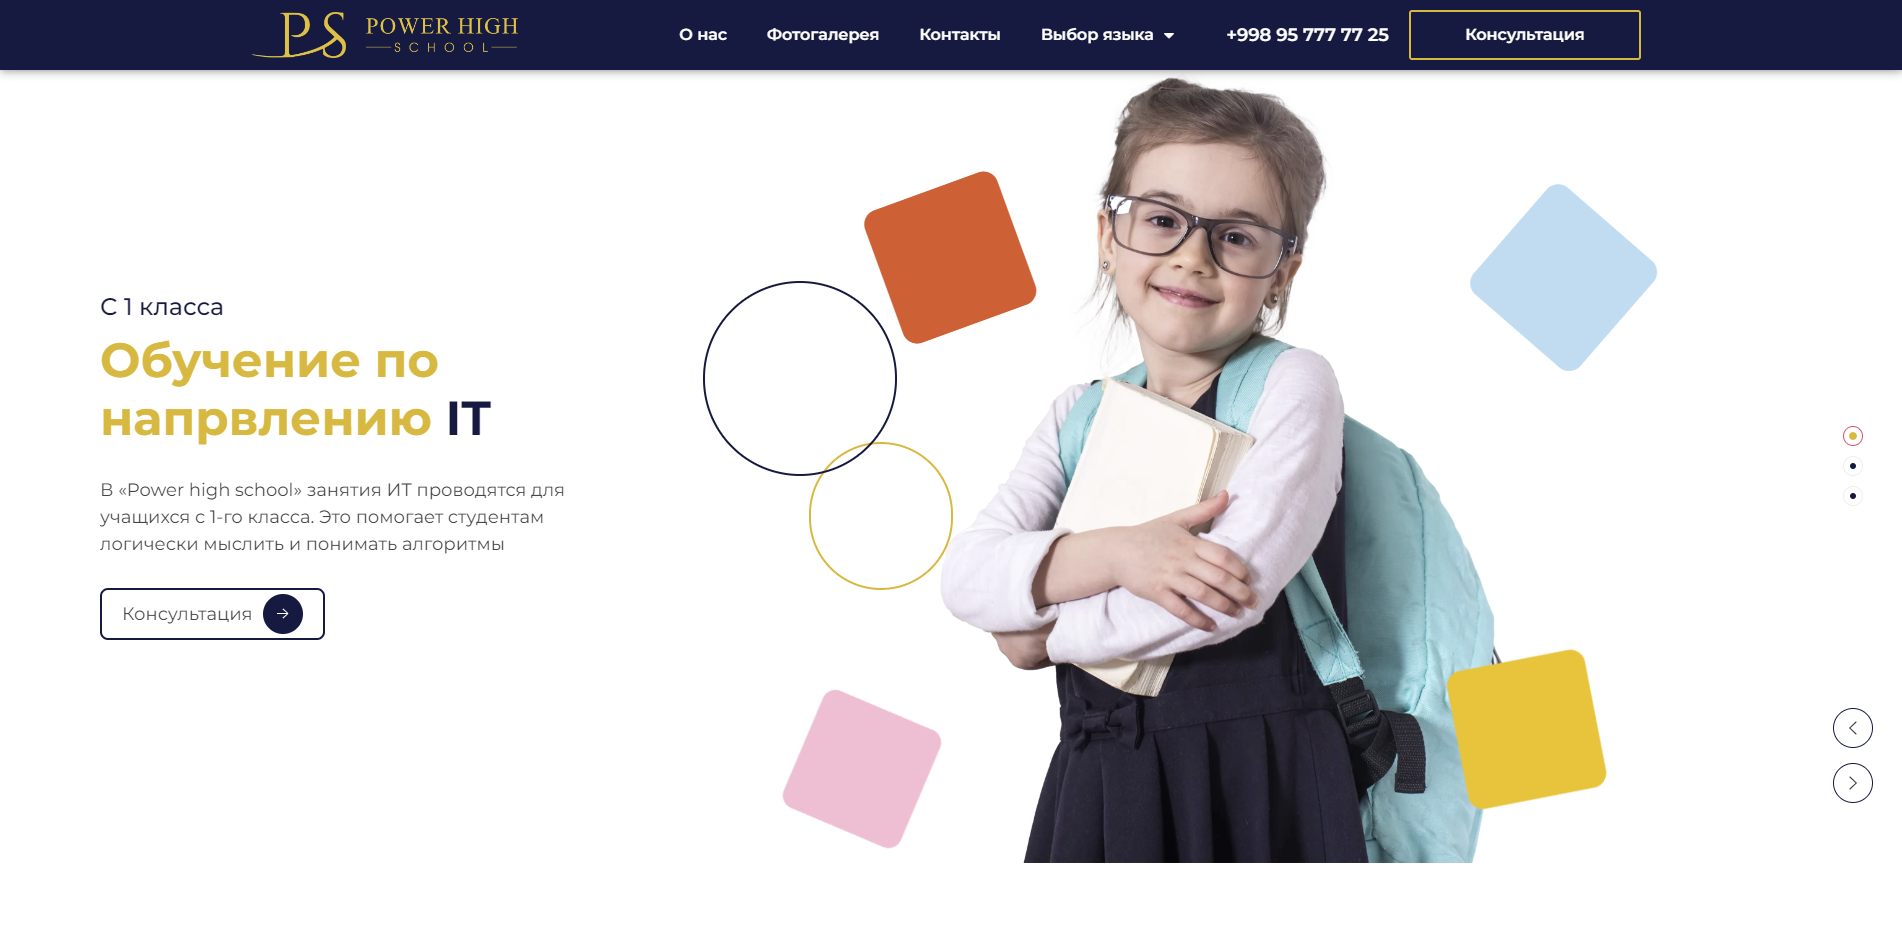 PS POWER HIGH
SCHOOL
О нас Фотогалерея Контакты Выбор языка +998 95 777 77 25 Консультация
С 1 класса
Обучение по
напрвлению IT
В «Power high school» занятия ИТ проводятся для
учащихся с 1-го класса. Это помогает студентам
логически мыслить и понимать алгоритмы
Консультация